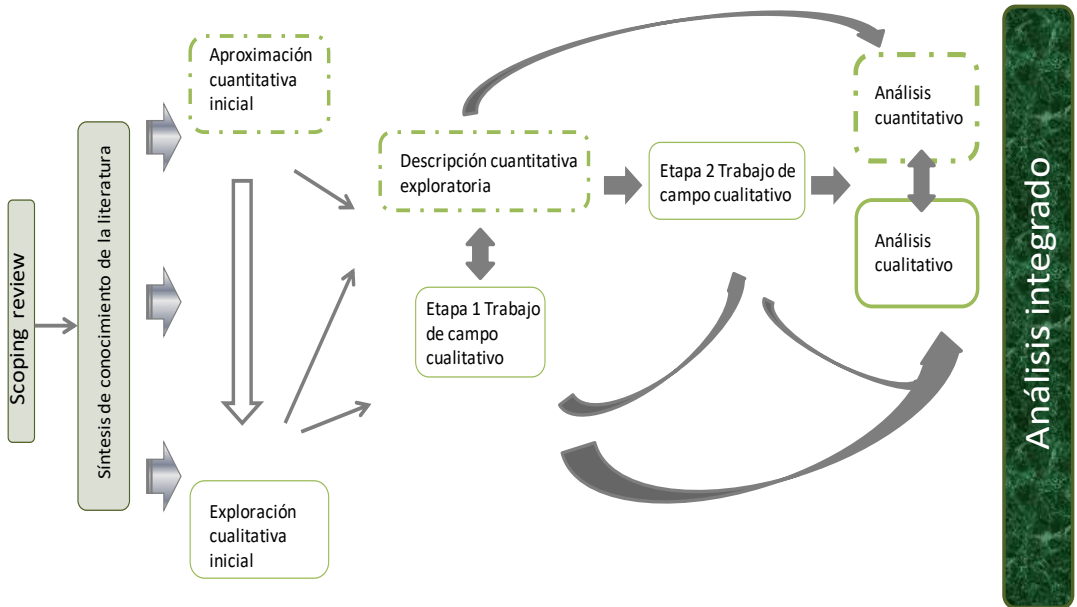 Scoping review
Síntesis de conocimiento de la literatura
Aproximación
cuantitativa
inicial
Exploración
cualitativa
inicial
Descripción cuantitativa
exploratoria
Etapa 1 Trabajo
de campo
cualitativo
Etapa 2 Trabajo de
campo cualitativo
Análisis
cuantitativo
Análisis
cualitativo
Análisis integrado